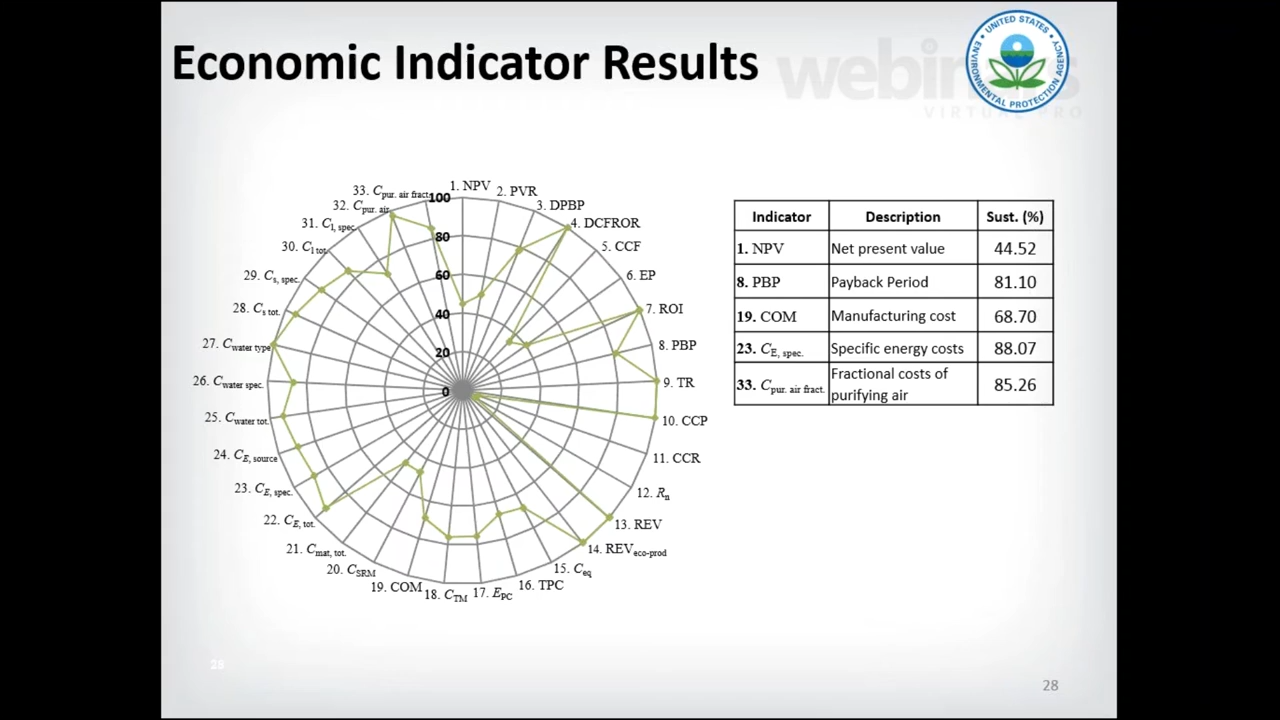 Economic Indicator Results
webin
VIRTUAL PRO
UNITED STATES
ENVIRONMENTAL PROTECTION AGENCY
1. NPV
2. PVR
3. DPBP
4. DCFROR
5. CCF
6. EP
7. ROI
8. PBP
9. TR
10. CCP
11. CCR
12. Rn
13. REV
14. REVeco-prod
15. Ceq
16. TPC
17. EPC
18. CTM
19. COM
20. CSRM
21. Cmat, tot.
22. CE, tot.
23. CE, spec.
24. CE, source
25. Cwater tot.
26. Cwater spec.
27. Cwater type
28. Cs tot.
29. Cs, spec.
30. Cl tot.
31. Cl, spec.
32. Cpur. air
33. Cpur. air fract.
100
80
60
40
20
0
Indicator Description Sust. (%)
1. NPV Net present value 44.52
8. PBP Payback Period 81.10
19. COM Manufacturing cost 68.70
23. CE, spec. Specific energy costs 88.07
33. Cpur. air fract. Fractional costs of
purifying air 85.26
28
28